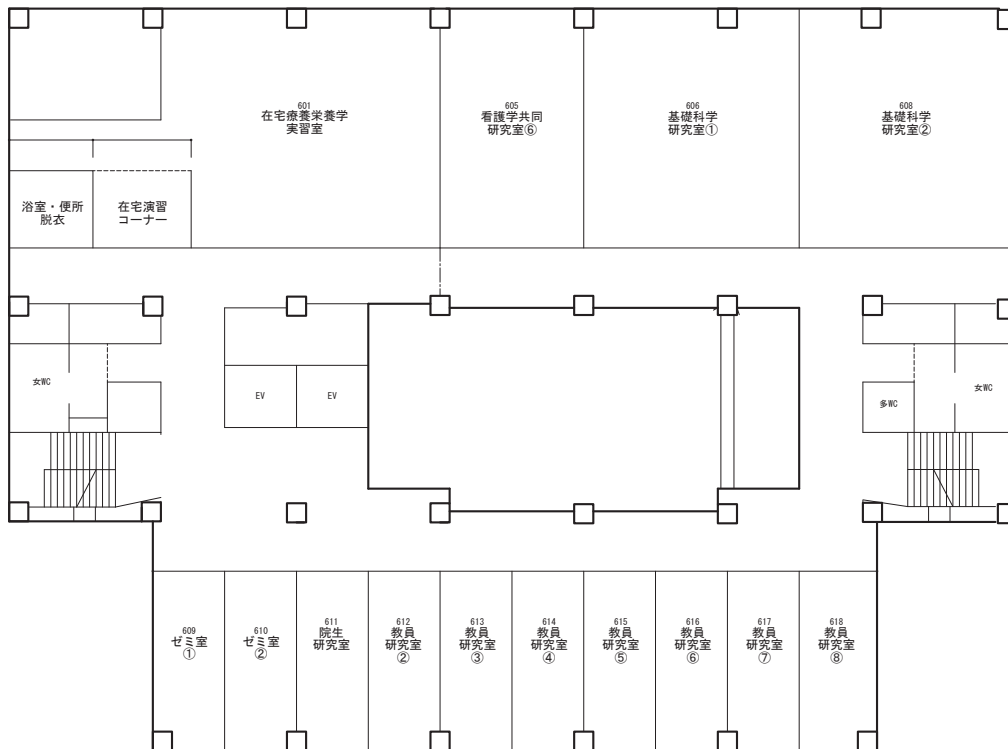 601
在宅療養栄養学
実習室
605
看護学共同
研究室⑥
606
基礎科学
研究室①
608
基礎科学
研究室②
浴室・便所
脱衣
在宅演習
コーナー
女WC
EV
EV
多WC
女WC
609
ゼミ室
①
610
ゼミ室
②
611
院生
研究室
612
教員
研究室
②
613
教員
研究室
③
614
教員
研究室
④
615
教員
研究室
⑤
616
教員
研究室
⑥
617
教員
研究室
⑦
618
教員
研究室
⑧